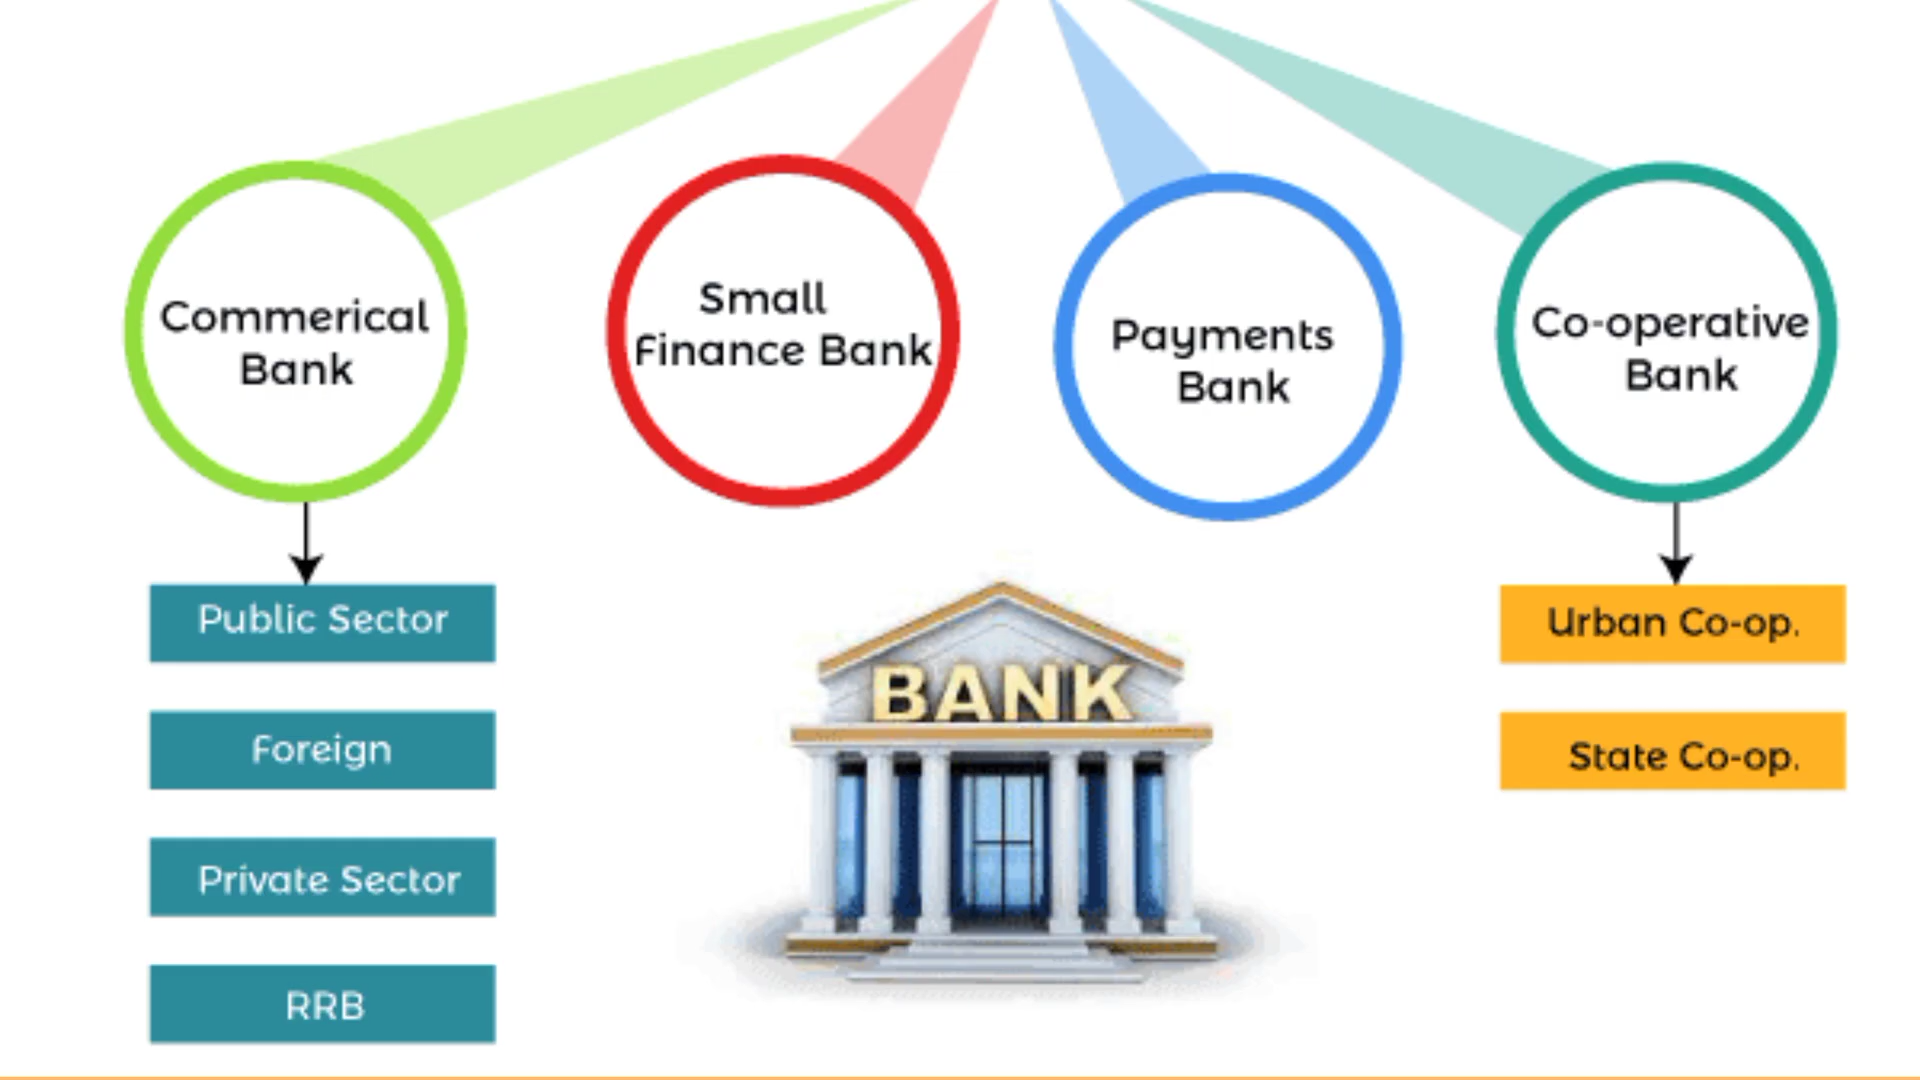 Commerical
Bank
Small
Finance Bank
Payments
Bank
Co-operative
Bank
Public Sector
Foreign
Private Sector
RRB
BANK
Urban Co-op.
State Co-op.